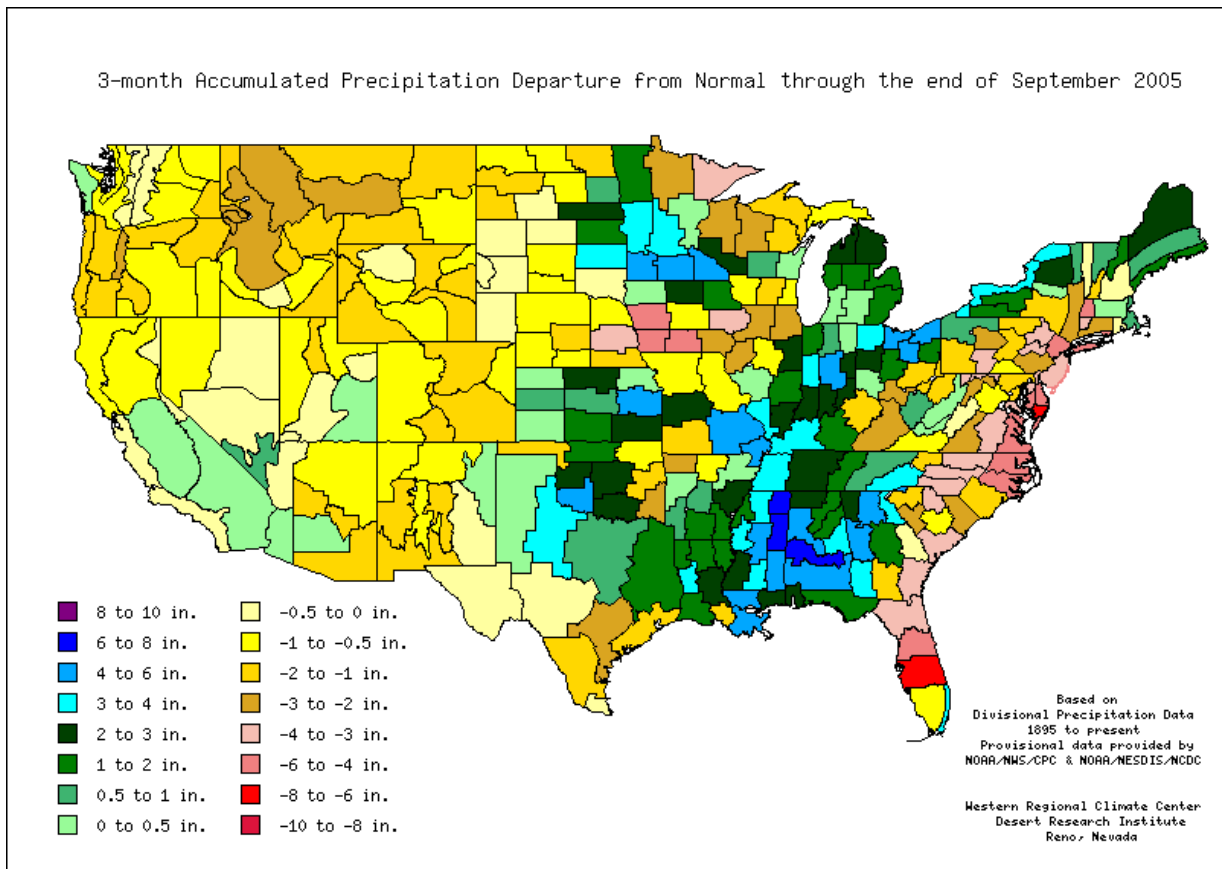 3-month Accumulated Precipitation Departure from Normal through the end of September 2005
8 to 10 in.
6 to 8 in.
4 to 6 in.
3 to 4 in.
2 to 3 in.
1 to 2 in.
0.5 to 1 in.
0 to 0.5 in.
-0.5 to 0 in.
-1 to -0.5 in.
-2 to -1 in.
-3 to -2 in.
-4 to -3 in.
-6 to -4 in.
-8 to -6 in.
-10 to -8 in.
Based on
Divisional Precipitation Data
1895 to present
Provisional data provided by
NOAA/NWS/CPC & NOAA/NESDIS/NCDC
Western Regional Climate Center
Desert Research Institute
Reno, Nevada